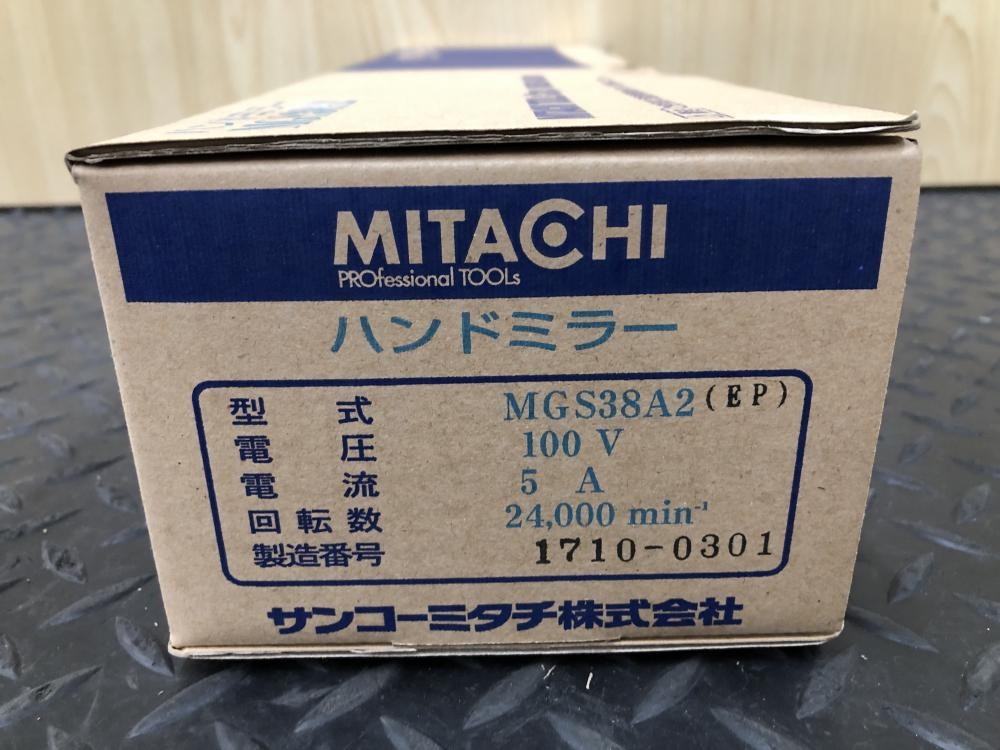 MITACHI
PROfessional TOOLs
ハンドミラー
型式 MGS38A2 (EP)
電圧 100 V
電流 5 A
回転数 24,000 min⁻¹
製造番号 1710-0301
サンコーミタチ株式会社